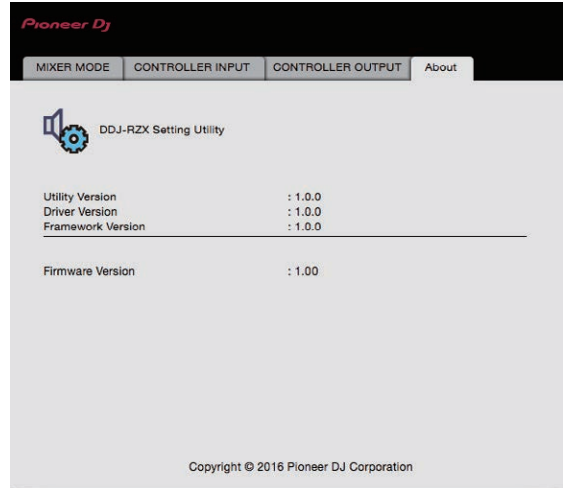 Pioneer Dj
MIXER MODE CONTROLLER INPUT CONTROLLER OUTPUT About
DDJ-RZX Setting Utility
Utility Version : 1.0.0
Driver Version : 1.0.0
Framework Version : 1.0.0
Firmware Version : 1.00
Copyright © 2016 Pioneer DJ Corporation